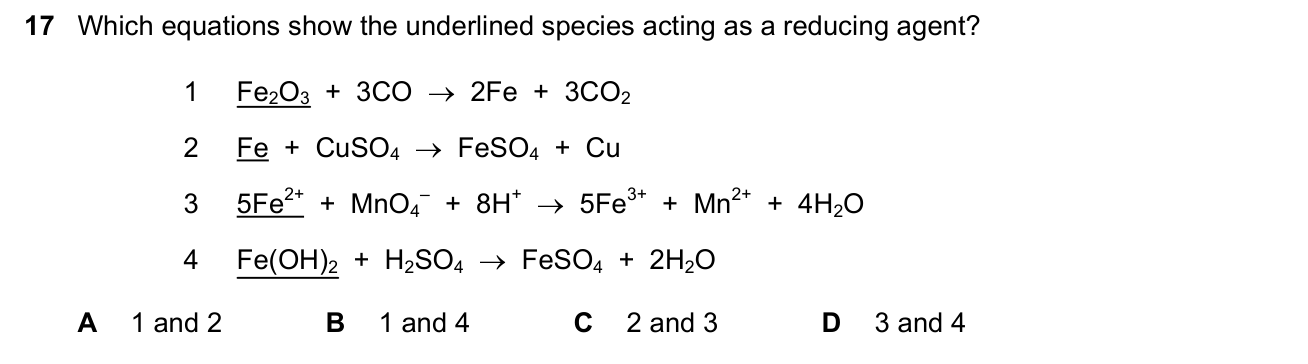 17 Which equations show the underlined species acting as a reducing agent?
1 Fe₂O₃ + 3CO → 2Fe + 3CO₂
2 Fe + CuSO₄ → FeSO₄ + Cu
3 5Fe²⁺ + MnO₄⁻ + 8H⁺ → 5Fe³⁺ + Mn²⁺ + 4H₂O
4 Fe(OH)₂ + H₂SO₄ → FeSO₄ + 2H₂O
A 1 and 2 B 1 and 4 C 2 and 3 D 3 and 4